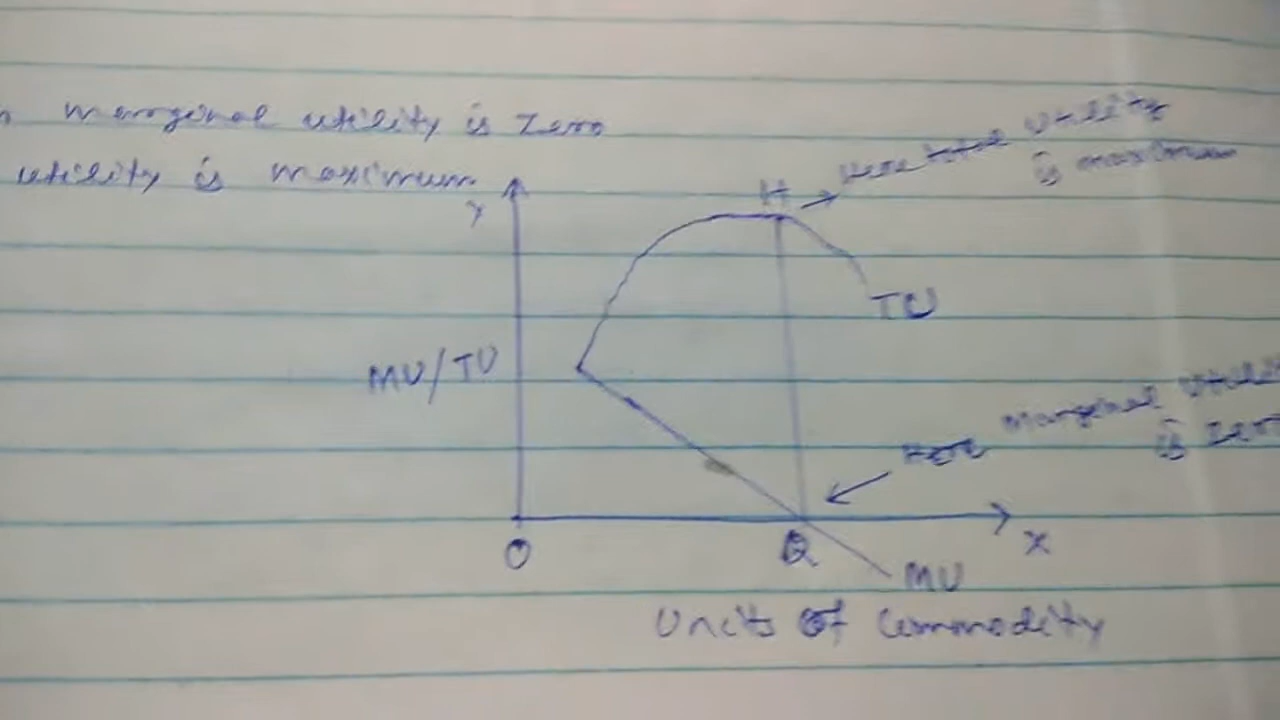 marginal utility is zero
utility is maximum
Y
H → Here total utility
is maximum
TU
MU/TU
Here Marginal
is
O
Q
X
MU
Units of Commodity